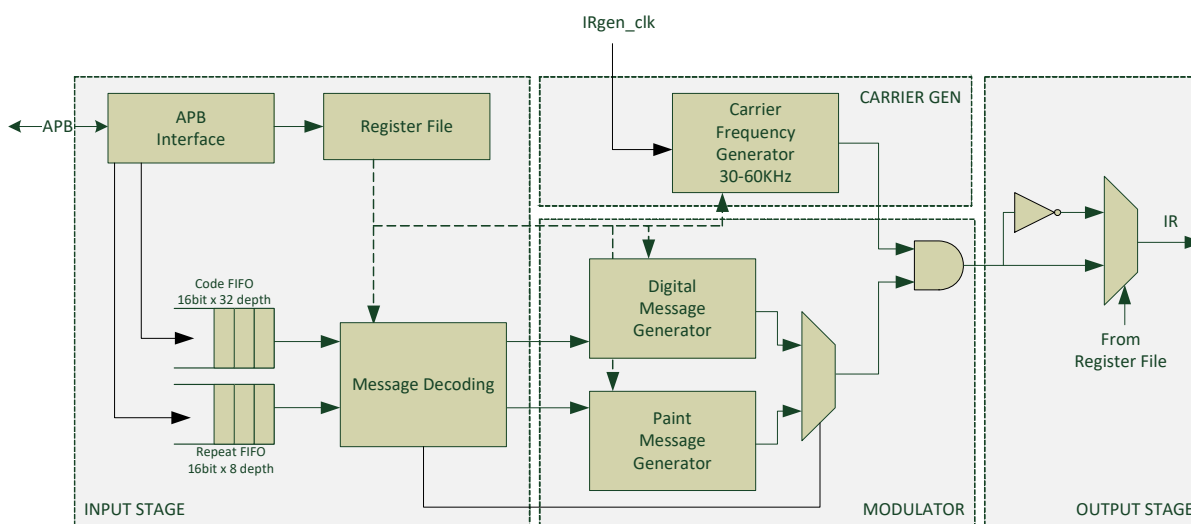 IRgen_clk
APB
APB
Interface
Register File
Carrier
Frequency
Generator
30-60KHz
CARRIER GEN
Code FIFO
16bit x 32 depth
Repeat FIFO
16bit x 8 depth
Message Decoding
Digital
Message
Generator
Paint
Message
Generator
IR
From
Register File
INPUT STAGE
MODULATOR
OUTPUT STAGE